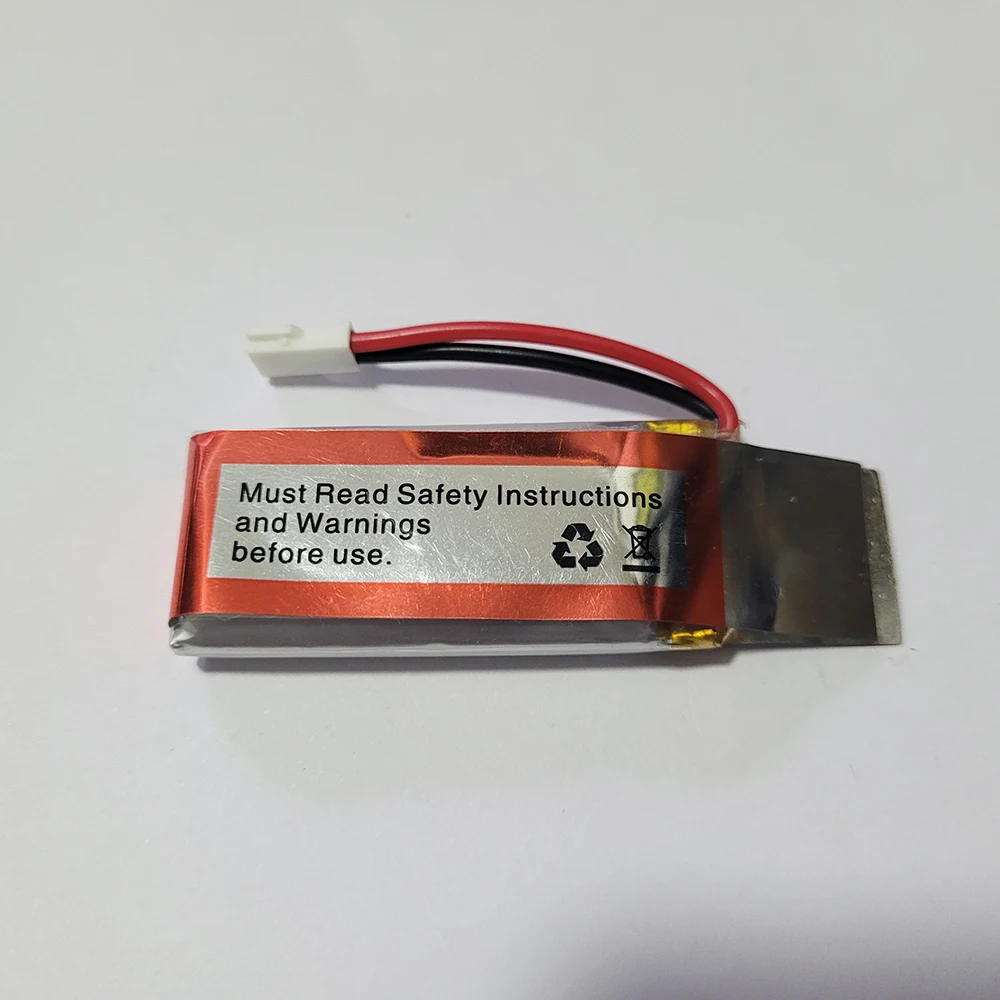 Must Read Safety Instructions
and Warnings
before use.